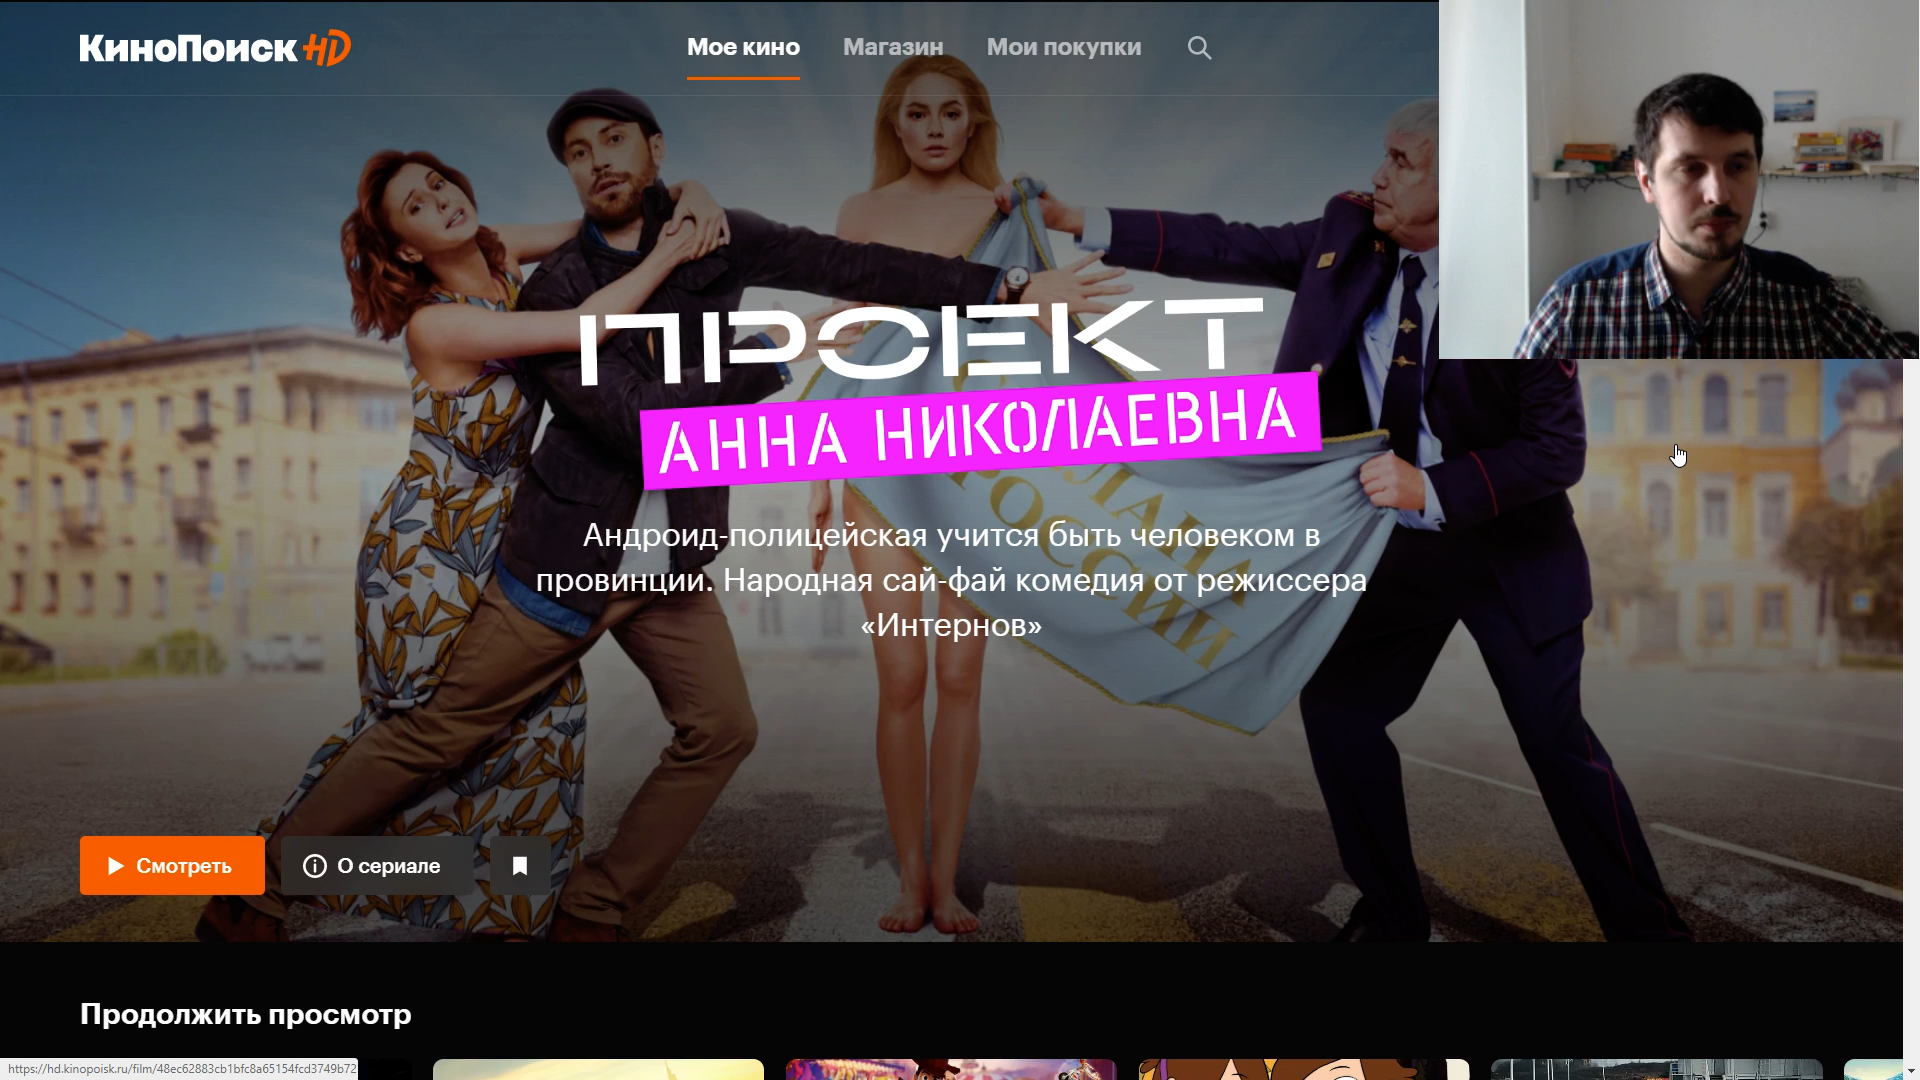 КиноПоиск HD
Мое кино
Магазин
Мои покупки
ПРОЕКТ
АННА НИКОЛАЕВНА
РОССИИ
Андроид-полицейская учится быть человеком в
провинции. Народная сай-фай комедия от режиссера
«Интернов»
Смотреть
О сериале
Продолжить просмотр
https://hd.kinopoisk.ru/film/48ec62883cb1bfc8a65154fcd3749b72